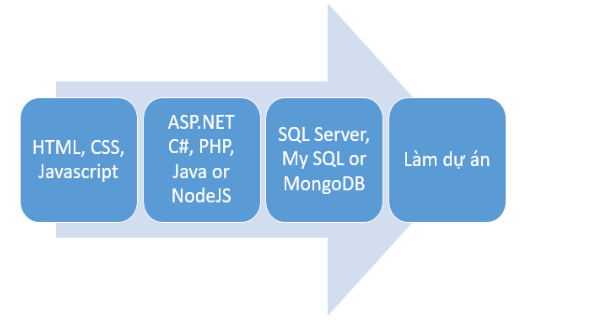 HTML, CSS,
Javascript
ASP.NET
C#, PHP,
Java or
NodeJS
SQL Server,
My SQL or
MongoDB
Làm dự án